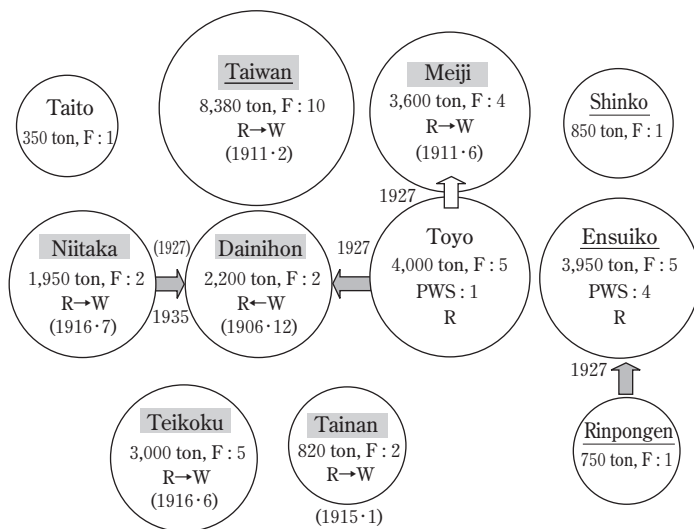 Taito
350 ton, F : 1
Taiwan
8,380 ton, F : 10
R→W
(1911・2)
Meiji
3,600 ton, F : 4
R→W
(1911・6)
Shinko
850 ton, F : 1
1927
Niitaka
1,950 ton, F : 2
R→W
(1916・7)
(1927)
1935
Dainihon
2,200 ton, F : 2
R←W
(1906・12)
1927
Toyo
4,000 ton, F : 5
PWS : 1
R
Ensuiko
3,950 ton, F : 5
PWS : 4
R
1927
Teikoku
3,000 ton, F : 5
R→W
(1916・6)
Tainan
820 ton, F : 2
R→W
(1915・1)
Rinpongen
750 ton, F : 1